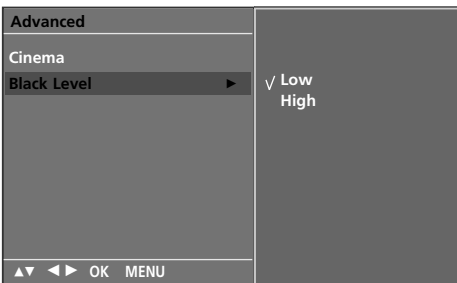 Advanced
Cinema
Black Level ►
√ Low
High
▲▼ ◄► OK MENU